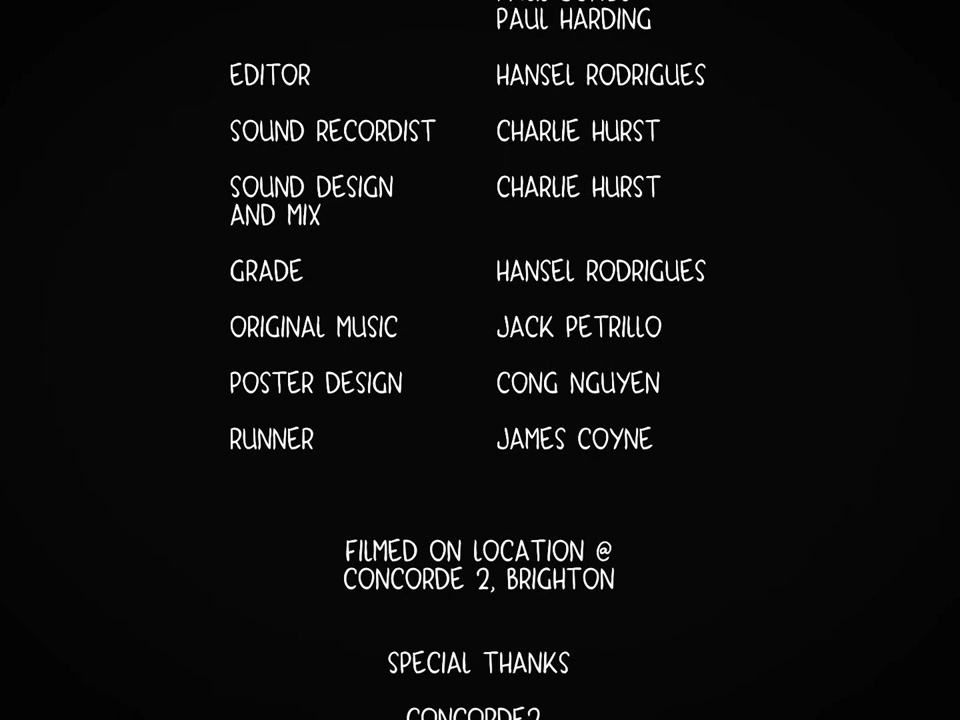 PAUL HARDING
EDITOR HANSEL RODRIGUES
SOUND RECORDIST CHARLIE HURST
SOUND DESIGN CHARLIE HURST
AND MIX
GRADE HANSEL RODRIGUES
ORIGINAL MUSIC JACK PETRILLO
POSTER DESIGN CONG NGUYEN
RUNNER JAMES COYNE
FILMED ON LOCATION @
CONCORDE 2, BRIGHTON
SPECIAL THANKS
CONCORDE2